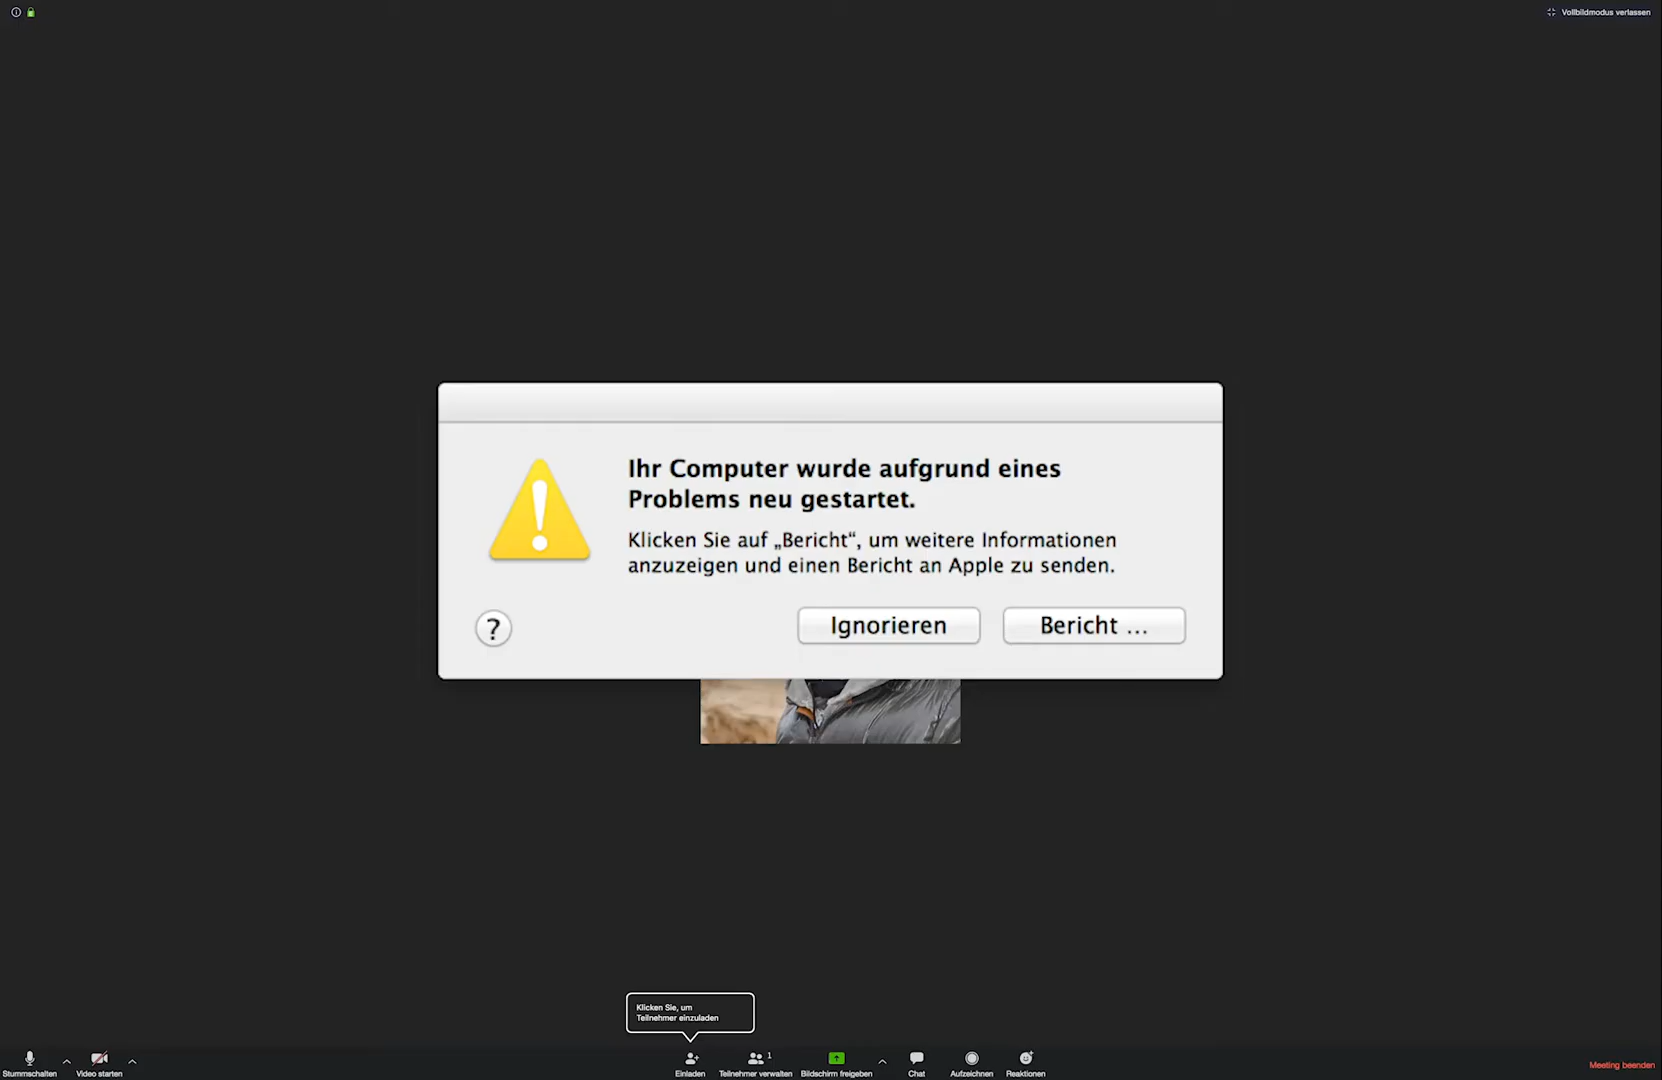 Vollbildmodus verlassen
Ihr Computer wurde aufgrund eines
Problems neu gestartet.
Klicken Sie auf „Bericht“, um weitere Informationen
anzuzeigen und einen Bericht an Apple zu senden.
?
Ignorieren
Bericht ...
Klicken Sie, um
Teilnehmer einzuladen
1
Stummschalten
Video starten
Einladen
Teilnehmer verwalten
Bildschirm freigeben
Chat
Aufzeichnen
Reaktionen
Meeting beenden